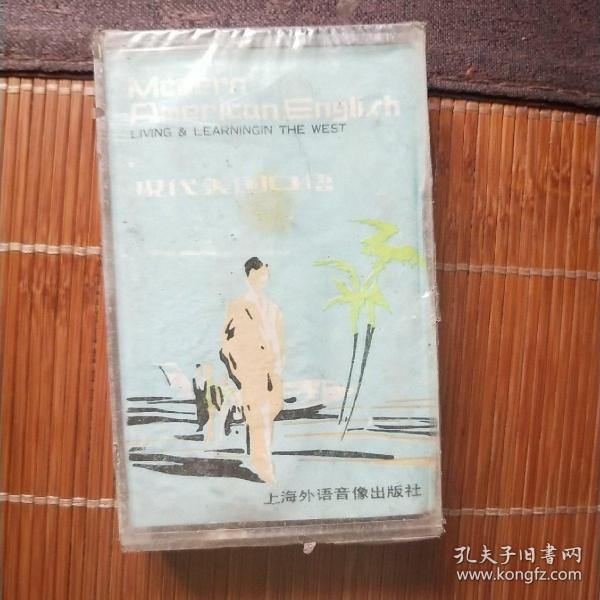 Modern
American English
LIVING & LEARNINGIN THE WEST
现代美国口语
上海外语音像出版社
孔夫子旧书网
www.kongfz.com